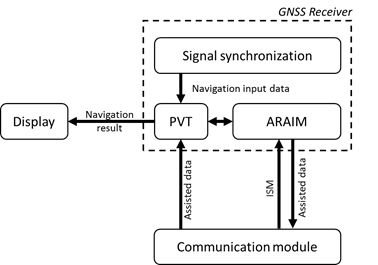 GNSS Receiver
Signal synchronization
Navigation input data
Display
Navigation
result
PVT
ARAIM
Assisted data
ISM
Assisted data
Communication module